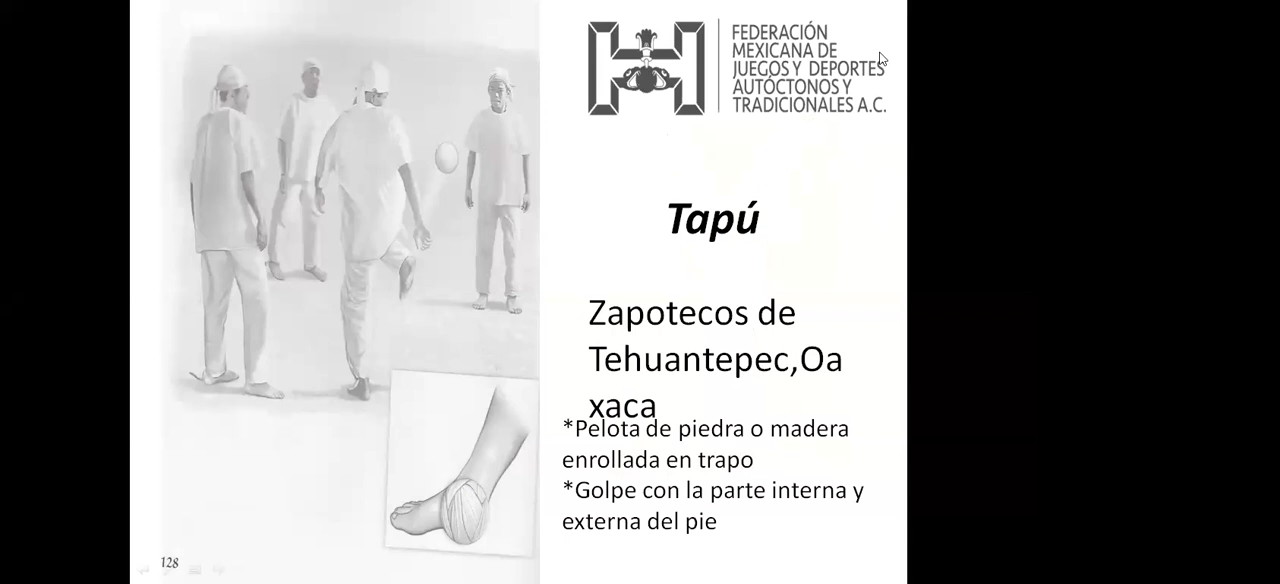 FEDERACIÓN
MEXICANA DE
JUEGOS Y DEPORTES
AUTÓCTONOS Y
TRADICIONALES A.C.
Tapú
Zapotecos de
Tehuantepec,Oa
xaca
*Pelota de piedra o madera
enrollada en trapo
*Golpe con la parte interna y
externa del pie
128